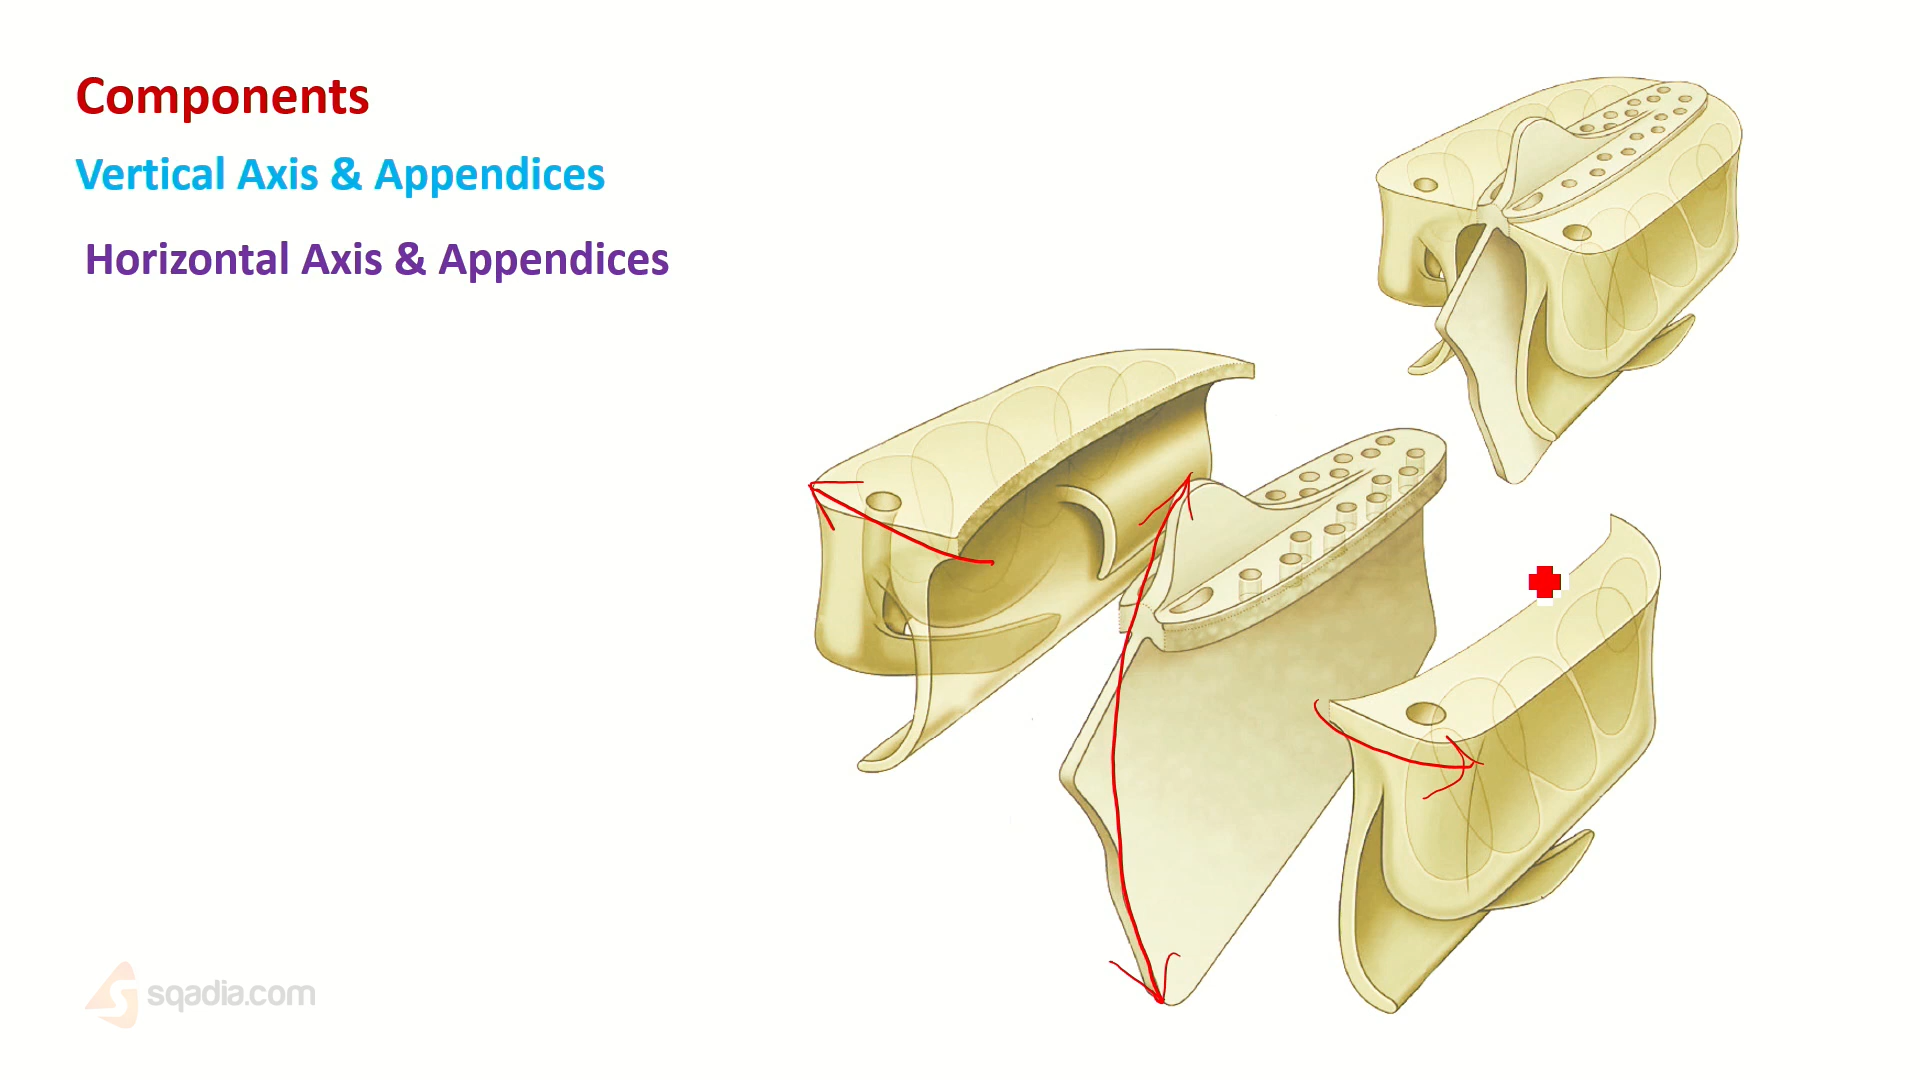 Components
Vertical Axis & Appendices
Horizontal Axis & Appendices
sqadia.com